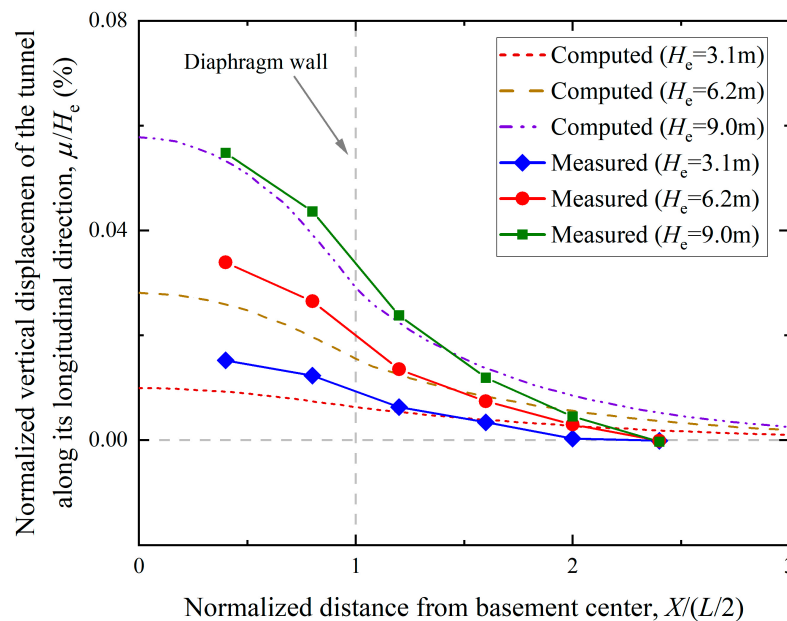 Normalized vertical displacemen of the tunnel
along its longitudinal direction, μ/Hₑ (%)
0.08
0.04
0.00
Diaphragm wall
Computed (Hₑ=3.1m)
Computed (Hₑ=6.2m)
Computed (Hₑ=9.0m)
Measured (Hₑ=3.1m)
Measured (Hₑ=6.2m)
Measured (Hₑ=9.0m)
0 1 2 3
Normalized distance from basement center, X/(L/2)